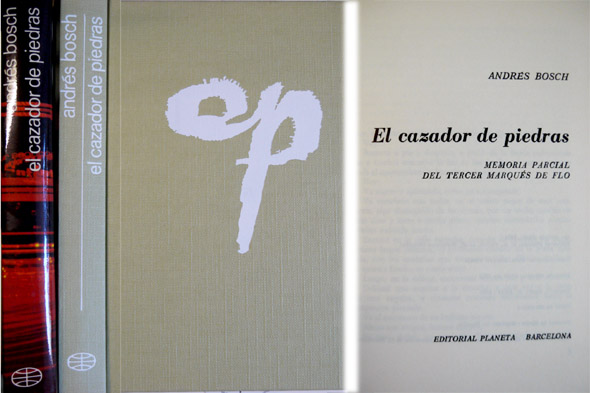 andrés bosch
el cazador de piedras
andrés bosch
el cazador de piedras
ep
ANDRÉS BOSCH
El cazador de piedras
MEMORIA PARCIAL
DEL TERCER MARQUÉS DE FLO
EDITORIAL PLANETA BARCELONA